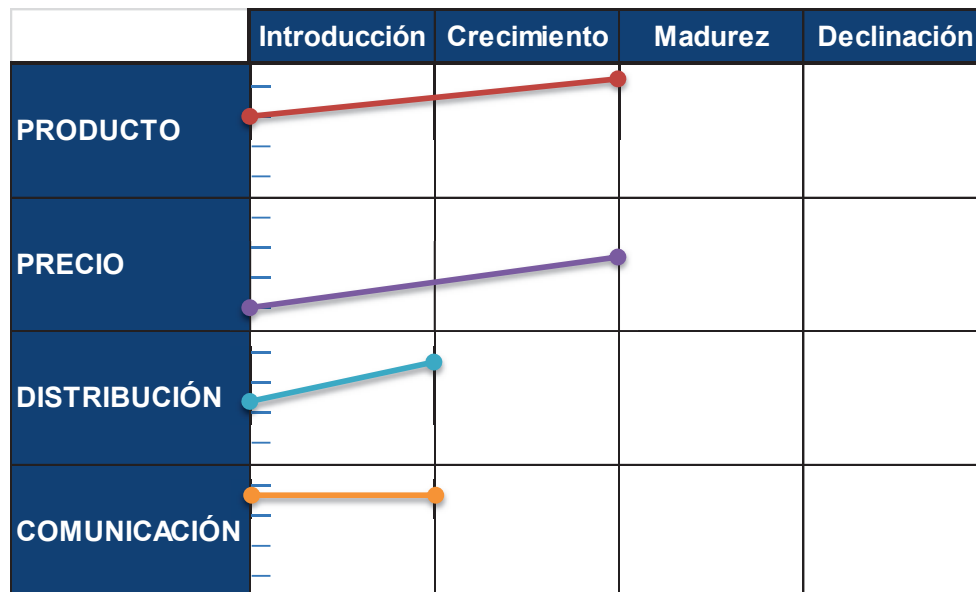 Introducción Crecimiento Madurez Declinación
PRODUCTO
PRECIO
DISTRIBUCIÓN
COMUNICACIÓN